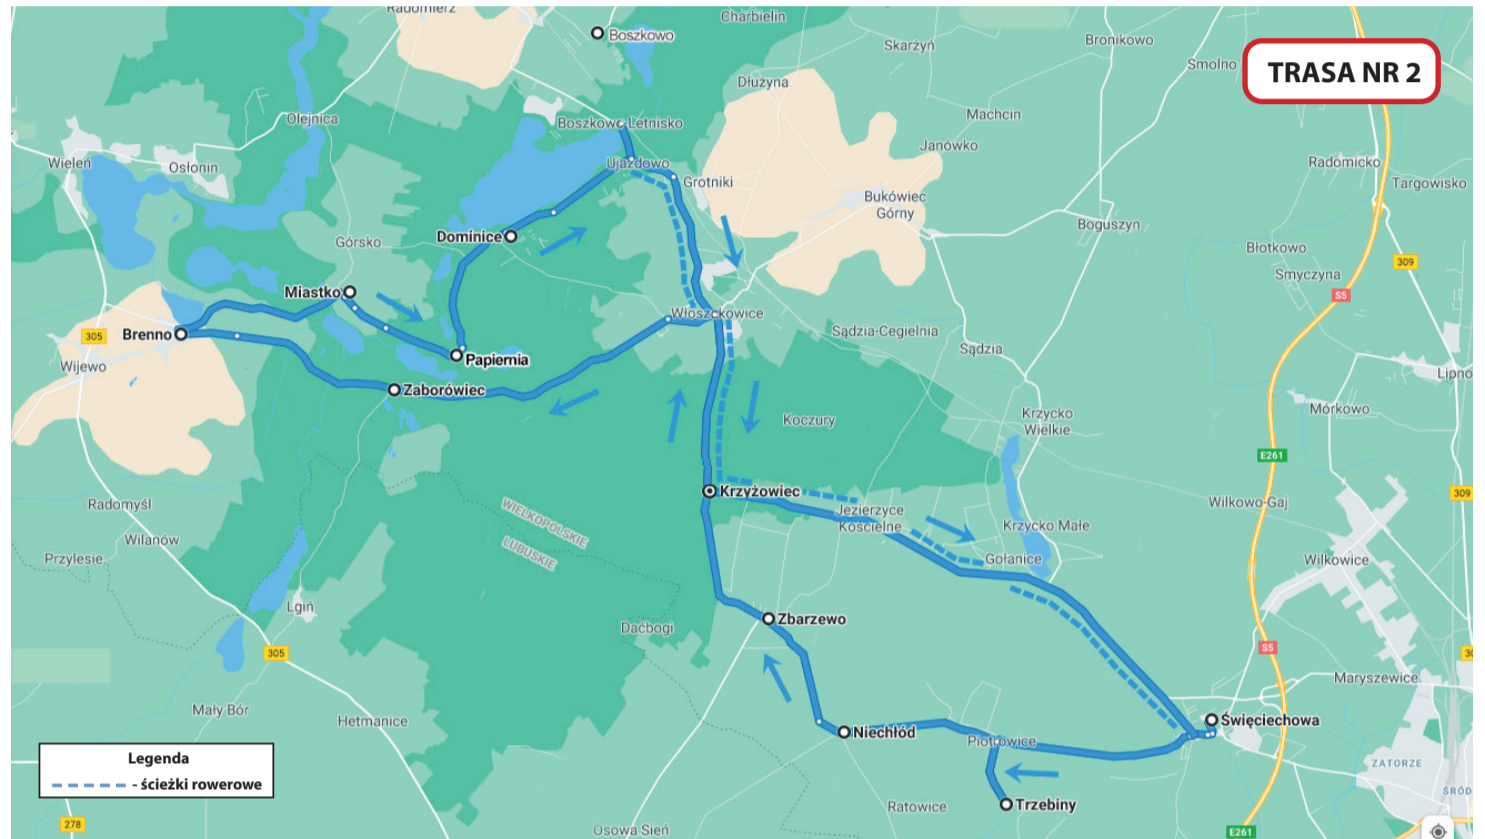 Radomierz
Charbielin
Boszkowo
Skarżyń
Bronikowo
Smolno
TRASA NR 2
Dłużyna
Machcin
Olejnica
Boszkowo-Letnisko
Janówko
Wieleń
Osłonin
Ujazdowo
Grotniki
Radomicko
Targowisko
Bukówiec
Górny
Boguszyn
Dominice
Górsko
Błotkowo
309
Smyczyna
Miastko
S5
Brenno
305
Włoszakowice
Sądzia-Cegielnia
Sądzia
Papiernia
Wijewo
Zaborówiec
Lipno
Mórkowo
Krzycko
Wielkie
Koczury
E261
Krzyżowiec
309
Radomyśl
WIELKOPOLSKIE
LUBUSKIE
Jezierzyce
Kościelne
Wilkowo-Gaj
Krzycko Małe
Wilanów
Przylesie
Gołanice
Wilkowice
Lgiń
Zbarzewo
Daćbogi
305
S5
30
Maryszewice
Mały Bór
Hetmanice
Święciechowa
Niechłód
Piotrowice
Legenda
- ścieżki rowerowe
ZATORZE
ŚRÓD
Trzebiny
Ratowice
278
Osowa Sień
E261